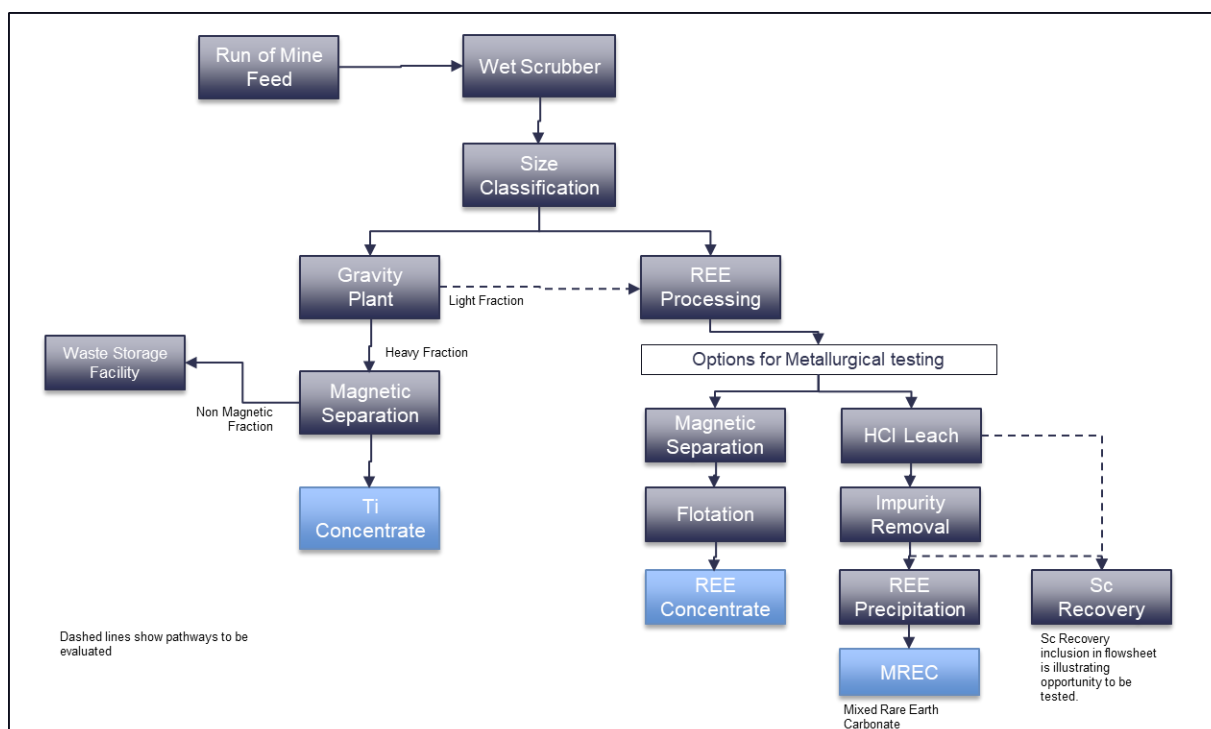 Run of Mine
Feed
Wet Scrubber
Size
Classification
Gravity
Plant
Light Fraction
REE
Processing
Heavy Fraction
Options for Metallurgical testing
Waste Storage
Facility
Non Magnetic
Fraction
Magnetic
Separation
Magnetic
Separation
HCl Leach
Ti
Concentrate
Flotation
Impurity
Removal
REE
Concentrate
REE
Precipitation
Sc
Recovery
Dashed lines show pathways to be
evaluated
Sc Recovery
inclusion in flowsheet
is illustrating
opportunity to be
tested.
MREC
Mixed Rare Earth
Carbonate